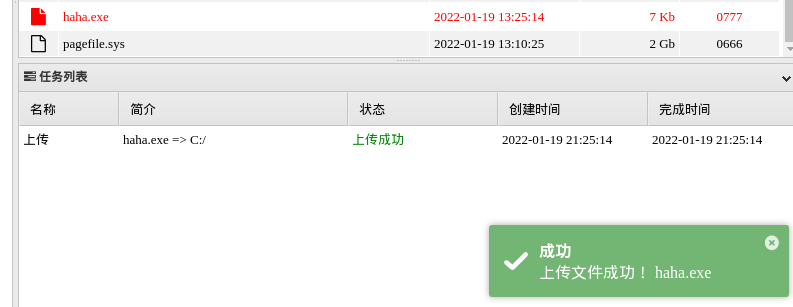 haha.exe 2022-01-19 13:25:14 7 Kb 0777
pagefile.sys 2022-01-19 13:10:25 2 Gb 0666
任务列表
名称 简介 状态 创建时间 完成时间
上传 haha.exe => C:/ 上传成功 2022-01-19 21:25:14 2022-01-19 21:25:14
成功
上传文件成功！ haha.exe